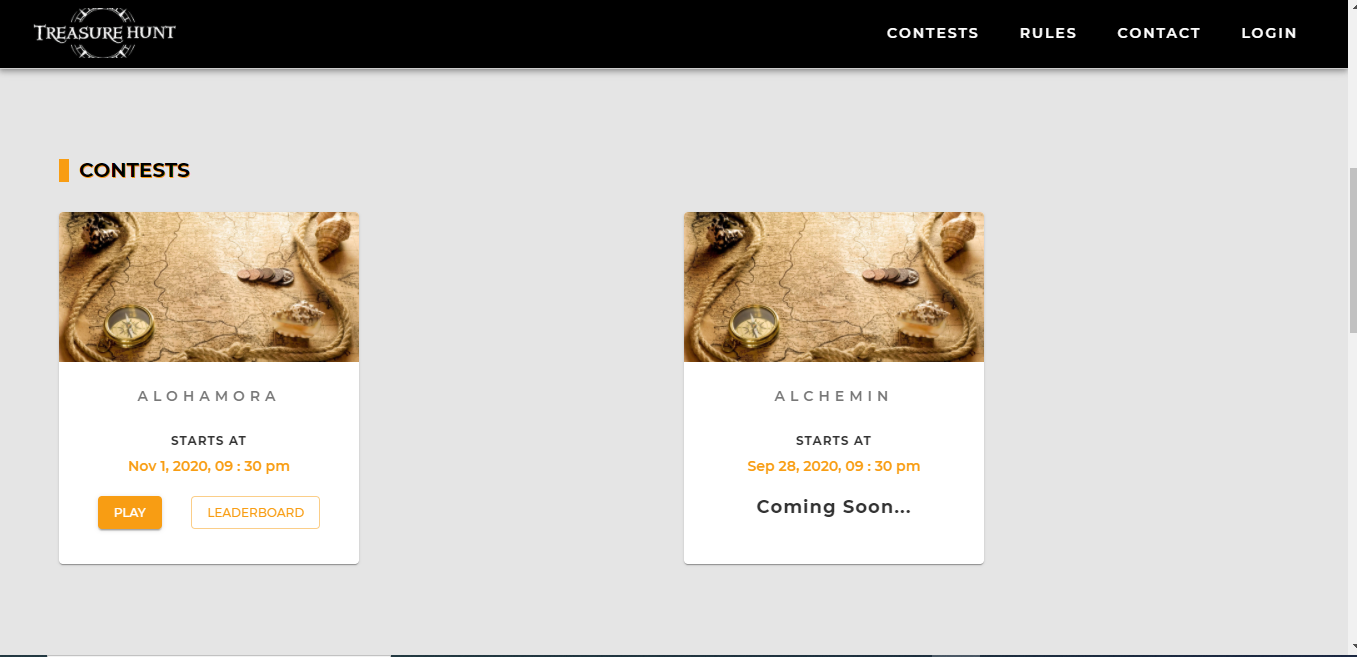 TREASURE HUNT
CONTESTS RULES CONTACT LOGIN
CONTESTS
ALOHAMORA
STARTS AT
Nov 1, 2020, 09 : 30 pm
PLAY LEADERBOARD
ALCHEMIN
STARTS AT
Sep 28, 2020, 09 : 30 pm
Coming Soon...